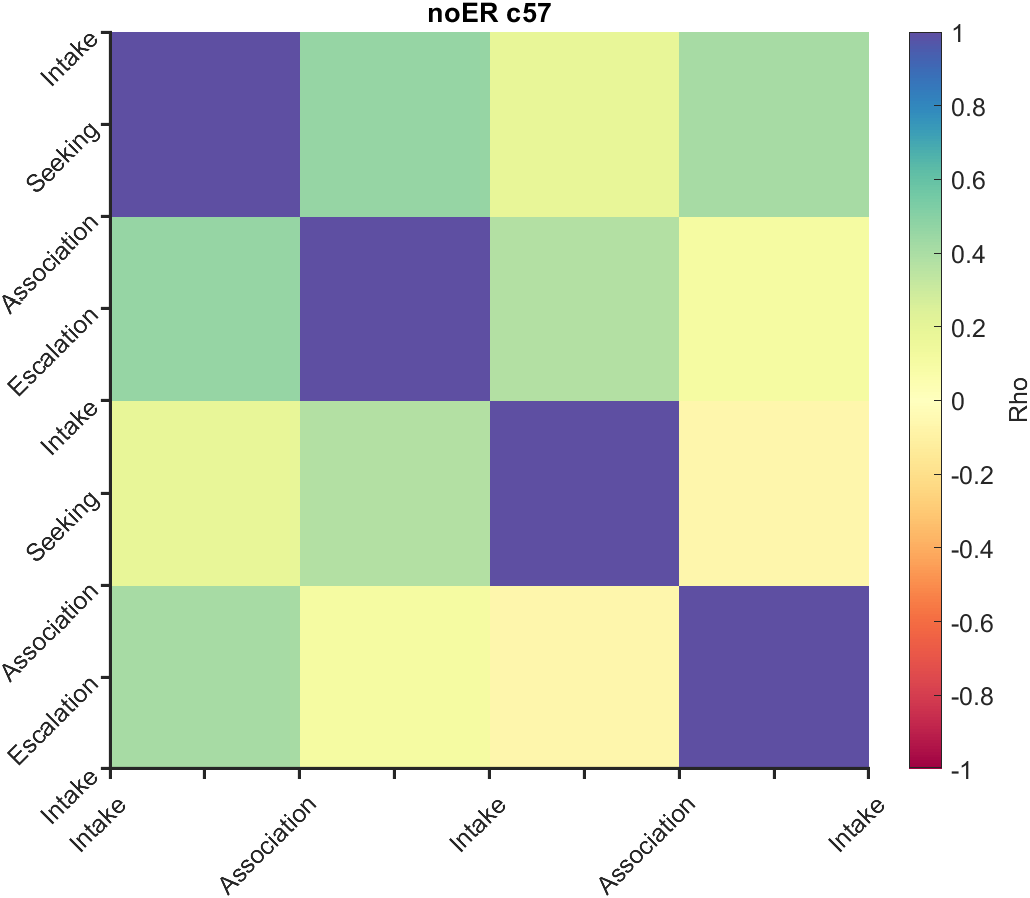 noER c57
Intake
Seeking
Association
Escalation
Intake
Seeking
Association
Escalation
Intake
Intake
Association
Intake
Association
Intake
1
0.8
0.6
0.4
0.2
0
-0.2
-0.4
-0.6
-0.8
-1
Rho